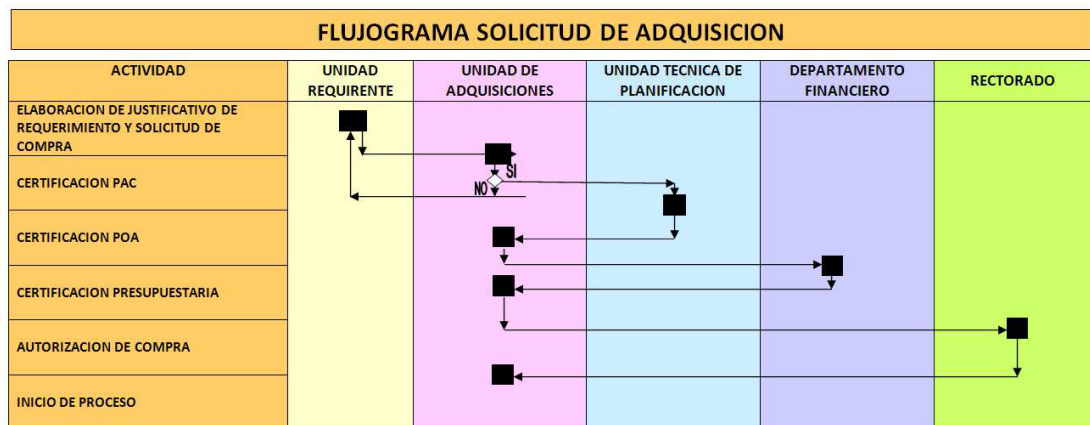 FLUJOGRAMA SOLICITUD DE ADQUISICION
ACTIVIDAD
UNIDAD
REQUIRENTE
UNIDAD DE
ADQUISICIONES
UNIDAD TECNICA DE
PLANIFICACION
DEPARTAMENTO
FINANCIERO
RECTORADO
ELABORACION DE JUSTIFICATIVO DE
REQUERIMIENTO Y SOLICITUD DE
COMPRA
SI
CERTIFICACION PAC
NO
CERTIFICACION POA
CERTIFICACION PRESUPUESTARIA
AUTORIZACION DE COMPRA
INICIO DE PROCESO